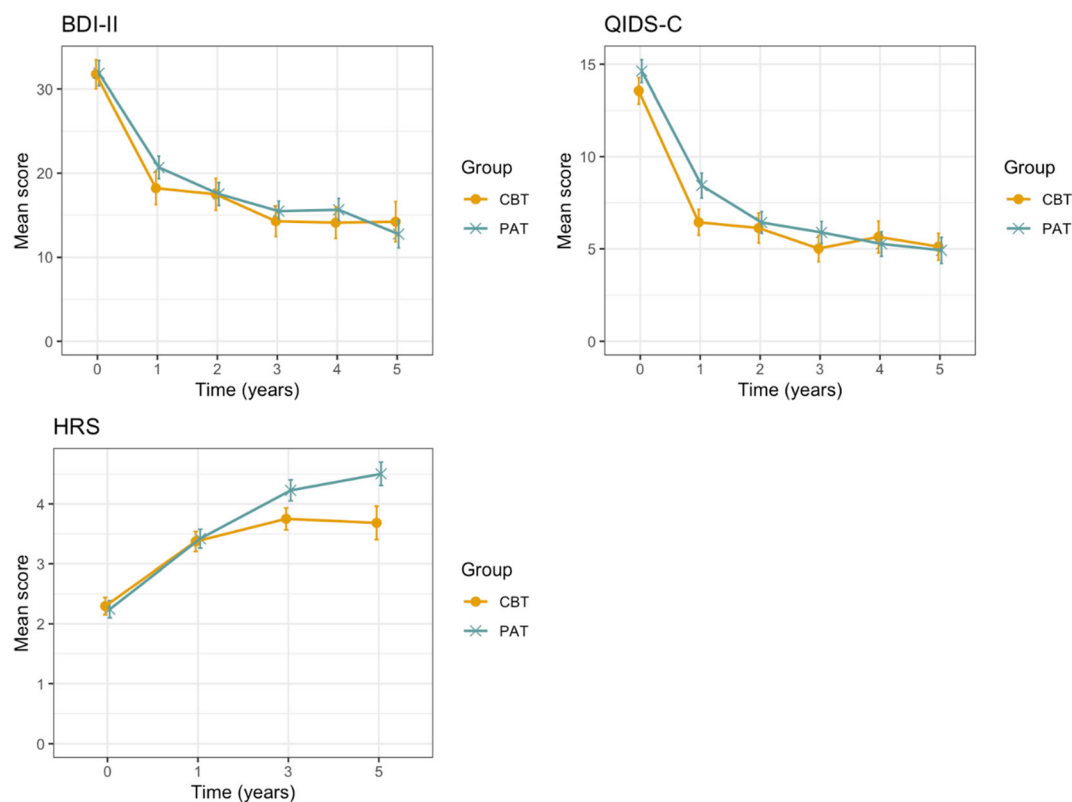 BDI-II
Mean score
30
20
10
0
0 1 2 3 4 5
Time (years)
Group
CBT
PAT
QIDS-C
Mean score
15
10
5
0
0 1 2 3 4 5
Time (years)
Group
CBT
PAT
HRS
Mean score
4
3
2
1
0
0 1 3 5
Time (years)
Group
CBT
PAT